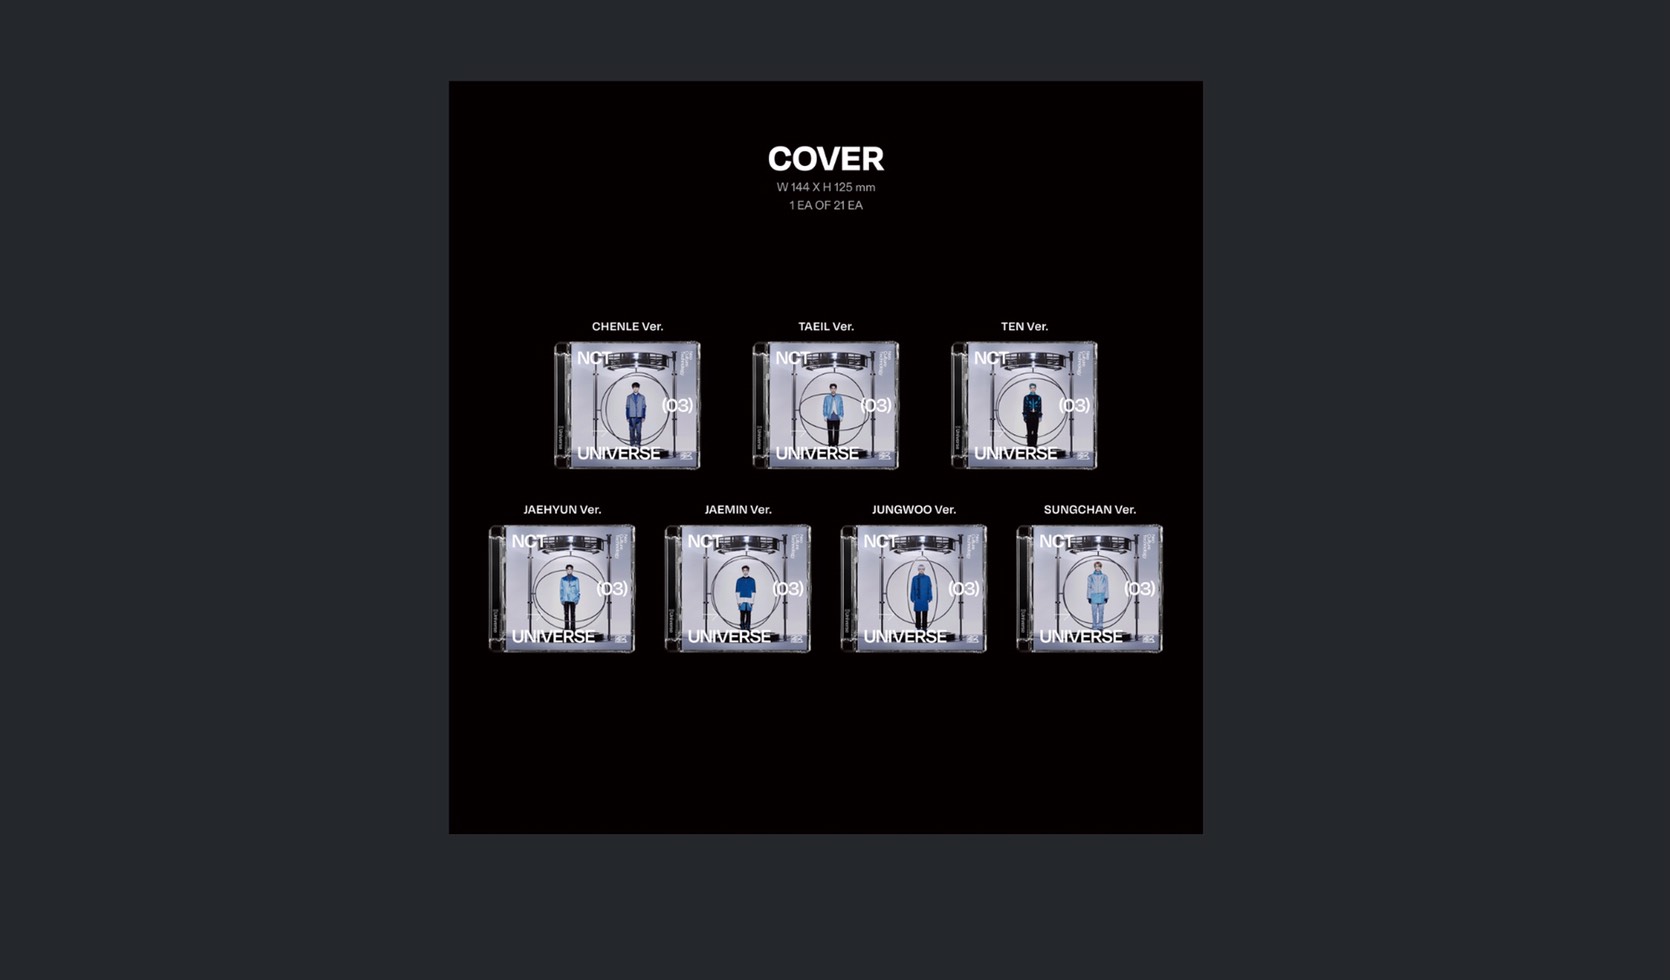 COVER
W 144 X H 125 mm
1 EA OF 21 EA
CHENLE Ver.
TAEIL Ver.
TEN Ver.
NCT
(03)
UNIVERSE
NCT
(03)
UNIVERSE
NCT
(03)
UNIVERSE
JAEHYUN Ver.
JAEMIN Ver.
JUNGWOO Ver.
SUNGCHAN Ver.
NCT
(03)
UNIVERSE
NCT
(03)
UNIVERSE
NCT
(03)
UNIVERSE
NCT
(03)
UNIVERSE